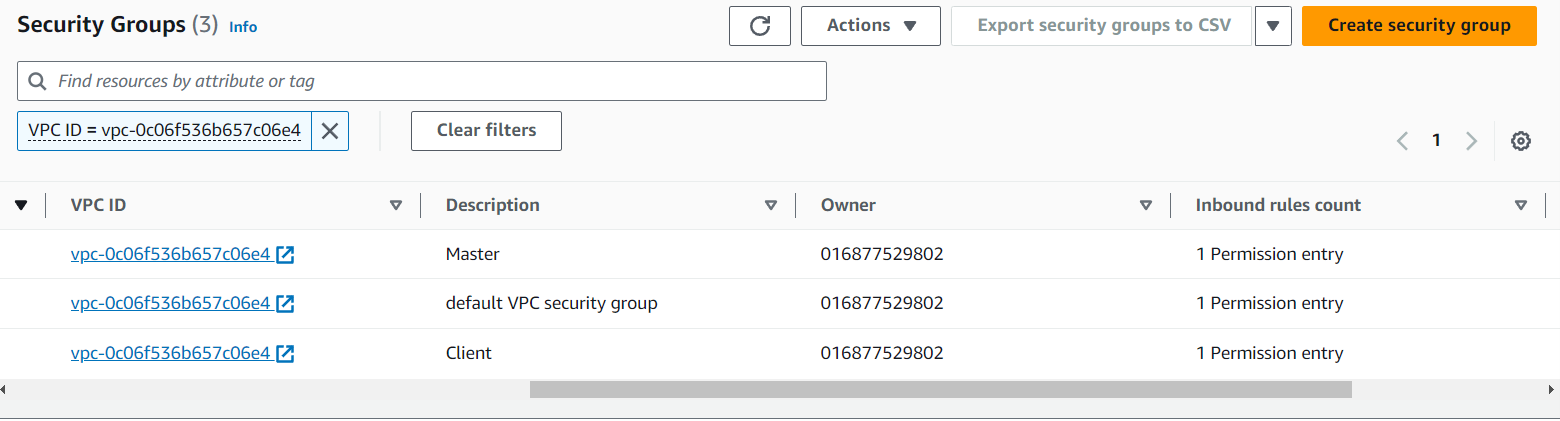 Security Groups (3) Info
Actions
Export security groups to CSV
Create security group
Find resources by attribute or tag
VPC ID = vpc-0c06f536b657c06e4
Clear filters
1
VPC ID Description Owner Inbound rules count
vpc-0c06f536b657c06e4 Master 016877529802 1 Permission entry
vpc-0c06f536b657c06e4 default VPC security group 016877529802 1 Permission entry
vpc-0c06f536b657c06e4 Client 016877529802 1 Permission entry